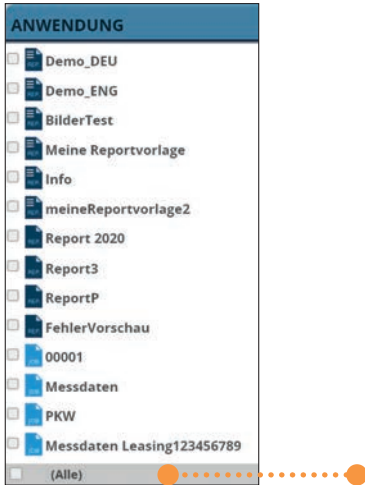 ANWENDUNG
Demo_DEU
Demo_ENG
BilderTest
Meine Reportvorlage
Info
meineReportvorlage2
Report 2020
Report3
ReportP
FehlerVorschau
00001
Messdaten
PKW
Messdaten Leasing123456789
(Alle)